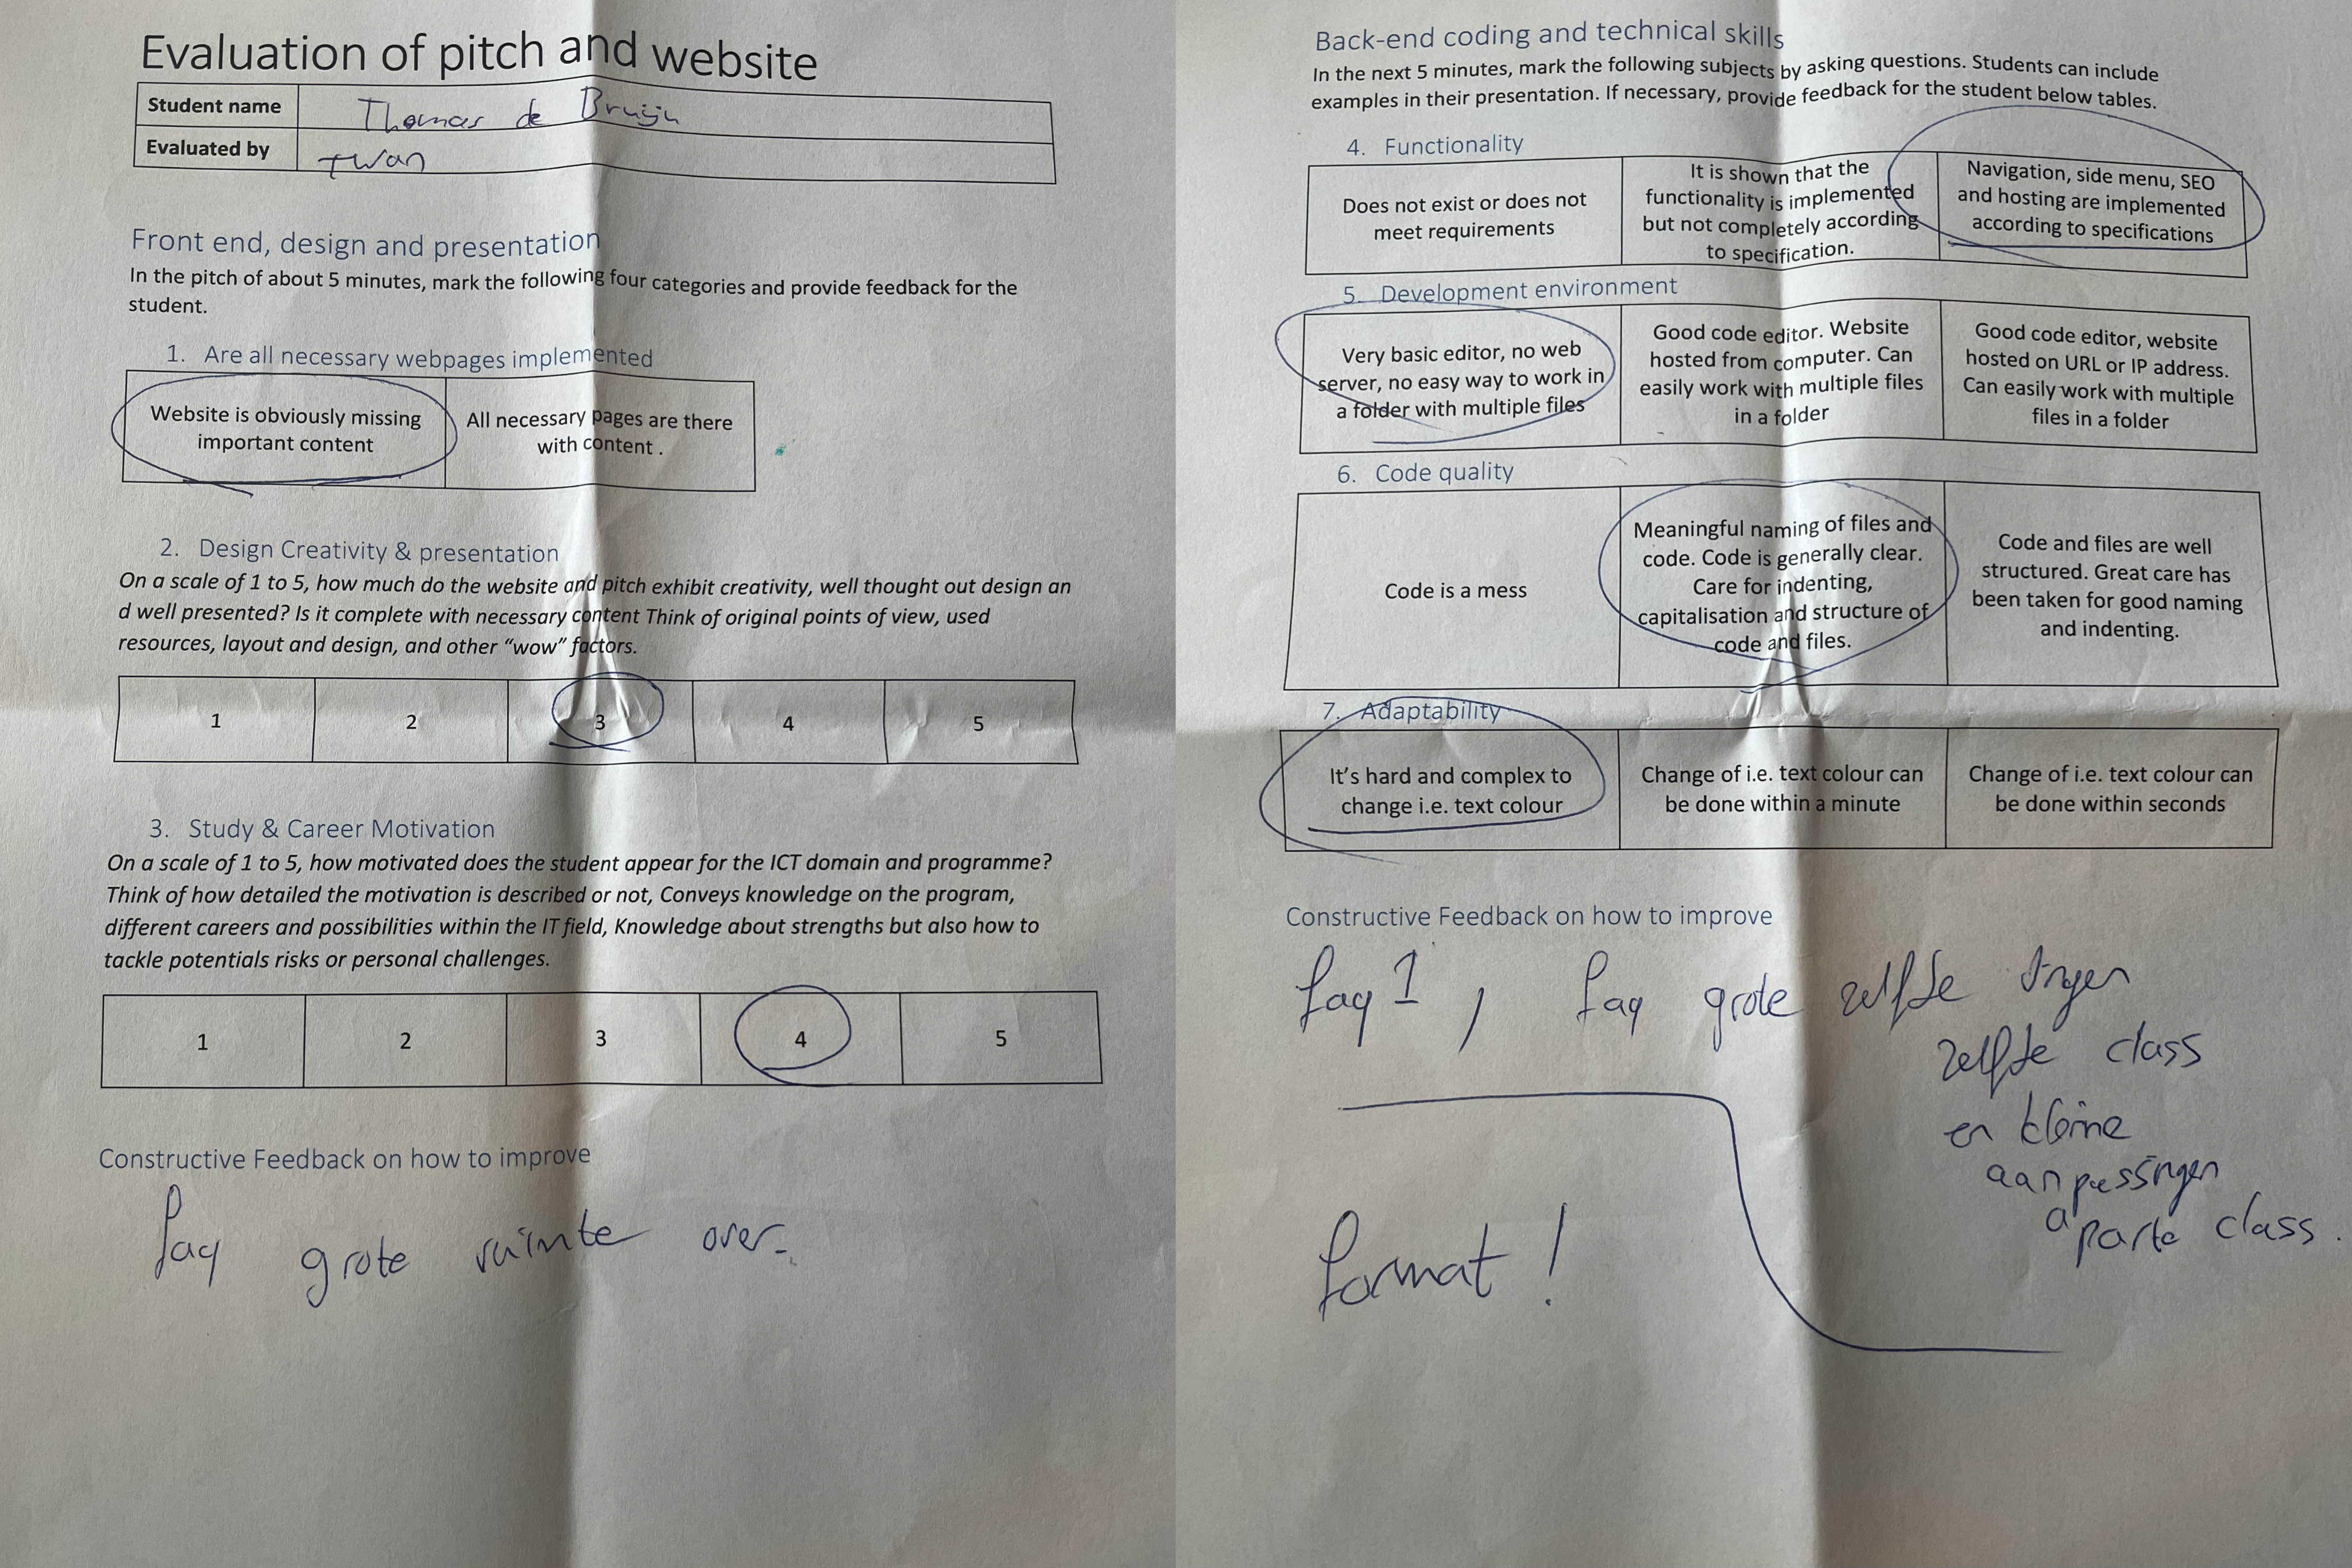 Evaluation of pitch and website
Student name Thomas de Bruijn
Evaluated by Twan
Front end, design and presentation
In the pitch of about 5 minutes, mark the following four categories and provide feedback for the
student.
1. Are all necessary webpages implemented
Website is obviously missing
important content
All necessary pages are there
with content .
2. Design Creativity & presentation
On a scale of 1 to 5, how much do the website and pitch exhibit creativity, well thought out design an
d well presented? Is it complete with necessary content Think of original points of view, used
resources, layout and design, and other “wow” factors.
1 2 3 4 5
3. Study & Career Motivation
On a scale of 1 to 5, how motivated does the student appear for the ICT domain and programme?
Think of how detailed the motivation is described or not, Conveys knowledge on the program,
different careers and possibilities within the IT field, Knowledge about strengths but also how to
tackle potentials risks or personal challenges.
1 2 3 4 5
Constructive Feedback on how to improve
faq grote ruimte over.
Back-end coding and technical skills
In the next 5 minutes, mark the following subjects by asking questions. Students can include
examples in their presentation. If necessary, provide feedback for the student below tables.
4. Functionality
Does not exist or does not
meet requirements
It is shown that the
functionality is implemented
but not completely according
to specification.
Navigation, side menu, SEO
and hosting are implemented
according to specifications
5. Development environment
Very basic editor, no web
server, no easy way to work in
a folder with multiple files
Good code editor. Website
hosted from computer. Can
easily work with multiple files
in a folder
Good code editor, website
hosted on URL or IP address.
Can easily work with multiple
files in a folder
6. Code quality
Code is a mess
Meaningful naming of files and
code. Code is generally clear.
Care for indenting,
capitalisation and structure of
code and files.
Code and files are well
structured. Great care has
been taken for good naming
and indenting.
7. Adaptability
It’s hard and complex to
change i.e. text colour
Change of i.e. text colour can
be done within a minute
Change of i.e. text colour can
be done within seconds
Constructive Feedback on how to improve
faq 1, faq grote zelfde dingen
zelfde class
en kleine
aanpassingen
aparte class.
format!